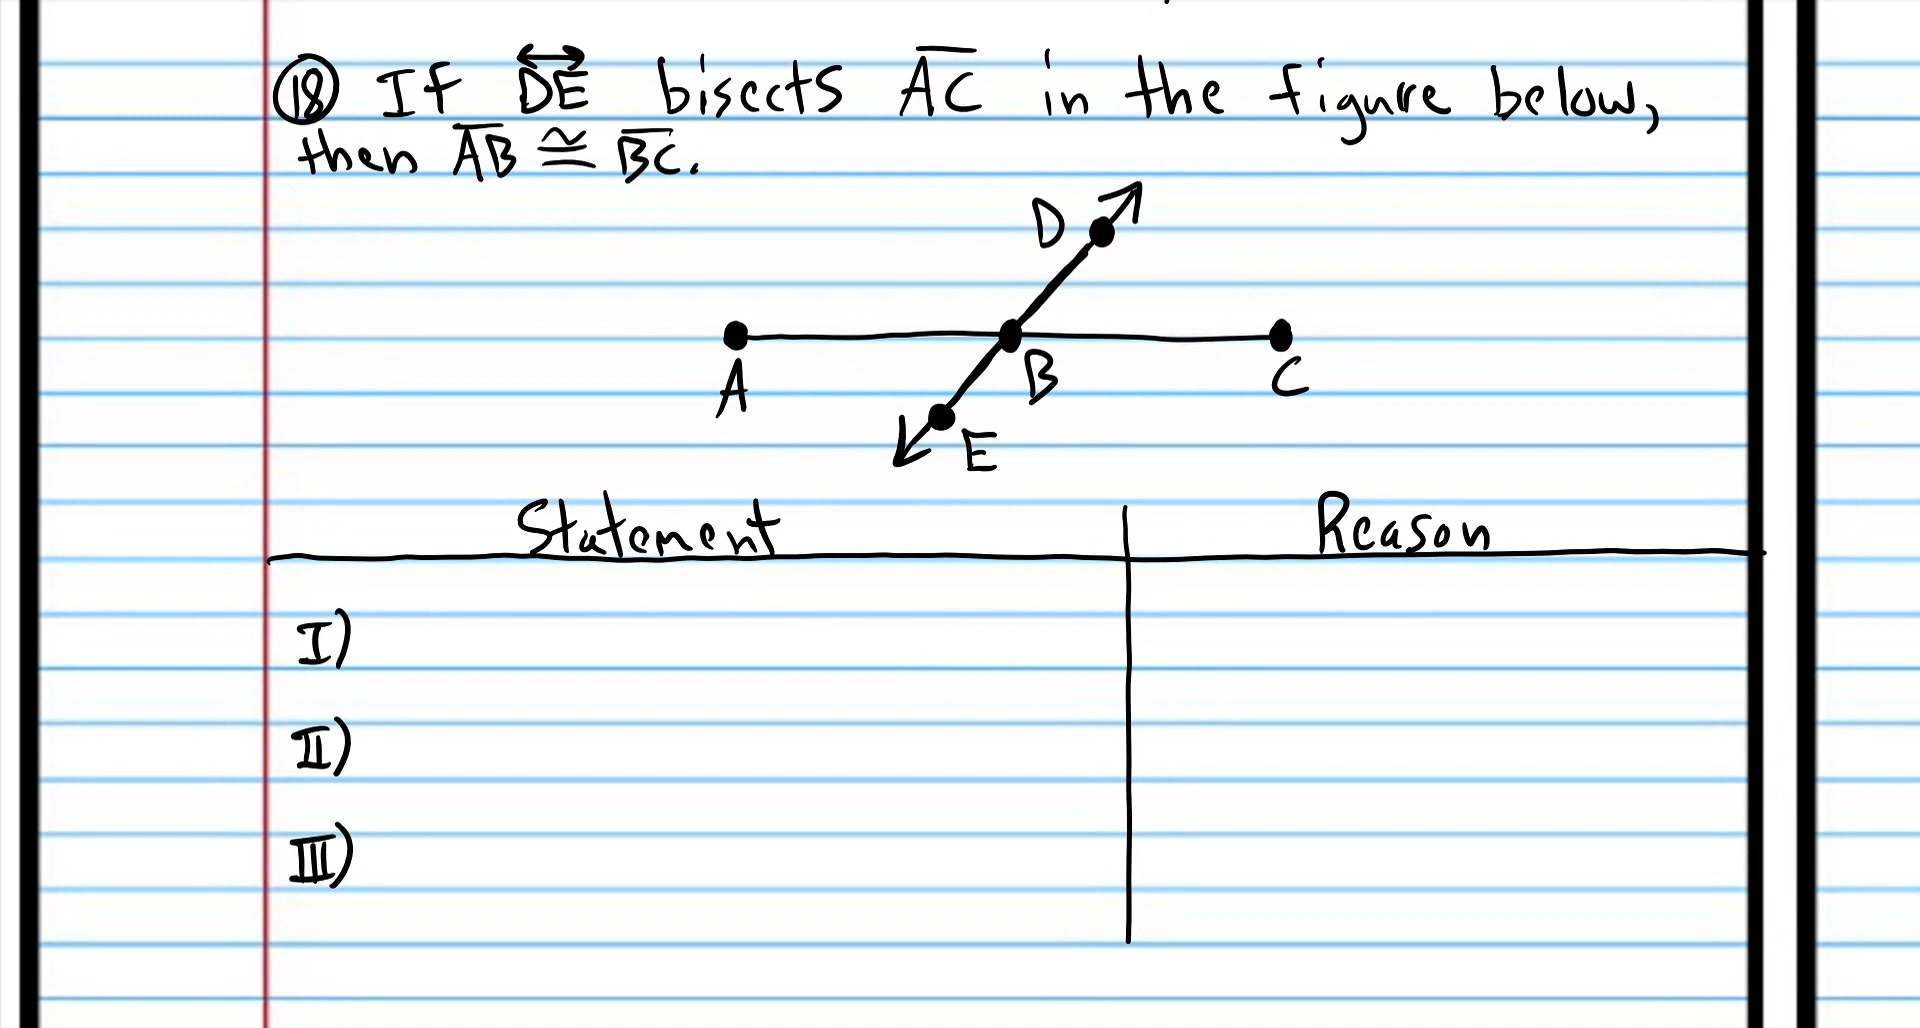 ⑱ If DE bisects AC in the figure below,
then AB ≅ BC.
D
A B C
E
Statement Reason
I)
II)
III)